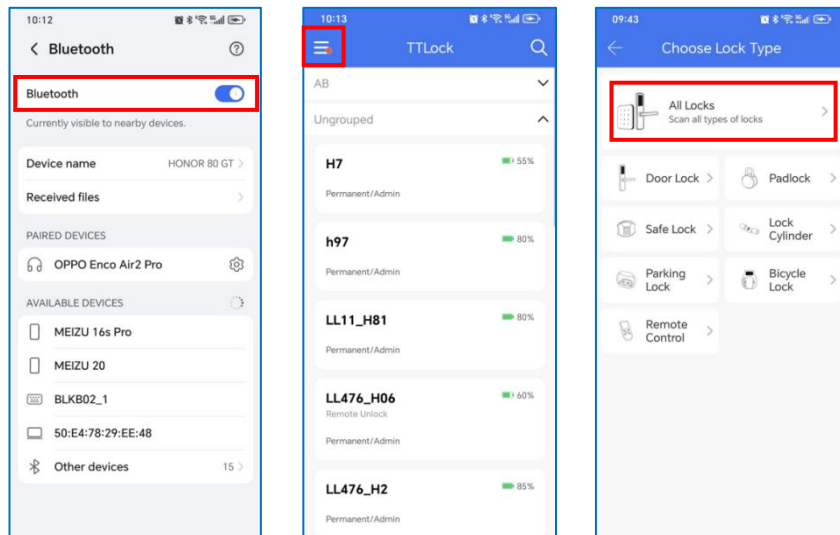 10:12
Bluetooth
Bluetooth
Currently visible to nearby devices.
Device name HONOR 80 GT
Received files
PAIRED DEVICES
OPPO Enco Air2 Pro
AVAILABLE DEVICES
MEIZU 16s Pro
MEIZU 20
BLKB02_1
50:E4:78:29:EE:48
Other devices 15
10:13
TTLock
AB
Ungrouped
H7 55%
Permanent/Admin
h97 80%
Permanent/Admin
LL11_H81 80%
Permanent/Admin
LL476_H06 60%
Remote Unlock
Permanent/Admin
LL476_H2 85%
Permanent/Admin
09:43
Choose Lock Type
All Locks
Scan all types of locks
Door Lock
Padlock
Safe Lock
Lock
Cylinder
Parking
Lock
Bicycle
Lock
Remote
Control